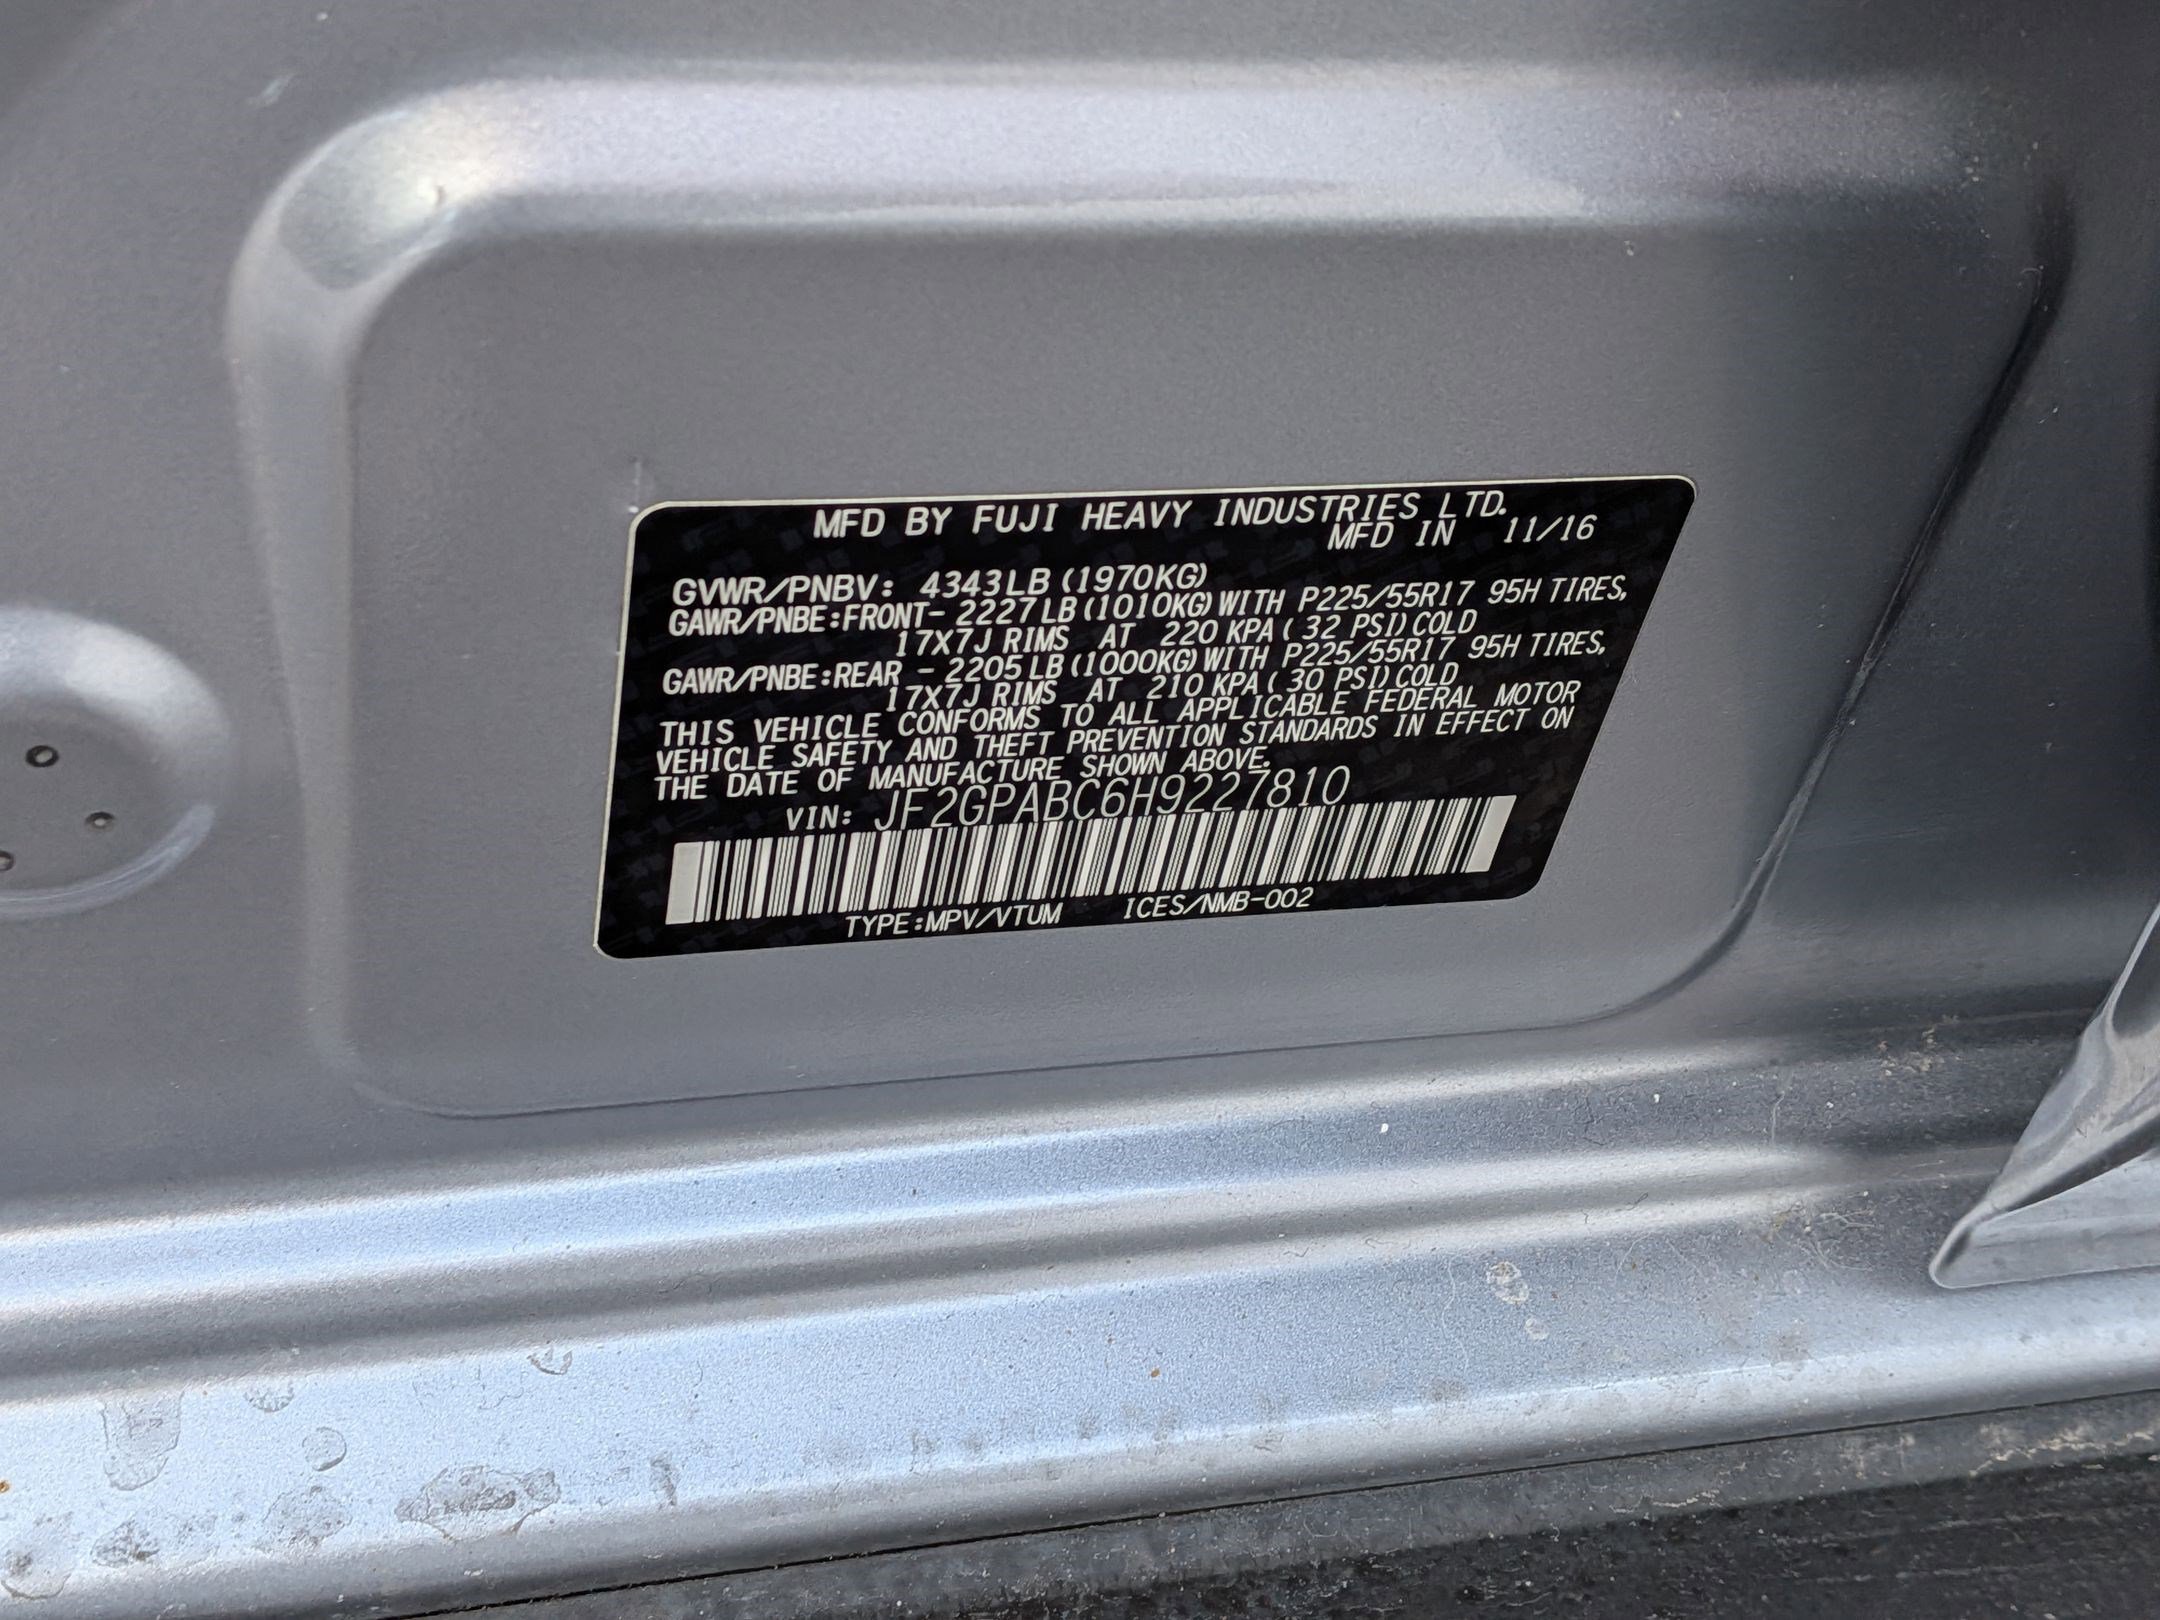 MFD BY FUJI HEAVY INDUSTRIES LTD.
MFD IN 11/16
GVWR/PNBV: 4343LB (1970KG)
GAWR/PNBE:FRONT- 2227LB (1010KG) WITH P225/55R17 95H TIRES,
17X7J RIMS AT 220 KPA ( 32 PSI) COLD
GAWR/PNBE:REAR - 2205LB (1000KG) WITH P225/55R17 95H TIRES,
17X7J RIMS AT 210 KPA ( 30 PSI) COLD
THIS VEHICLE CONFORMS TO ALL APPLICABLE FEDERAL MOTOR
VEHICLE SAFETY AND THEFT PREVENTION STANDARDS IN EFFECT ON
THE DATE OF MANUFACTURE SHOWN ABOVE.
VIN: JF2GPABC6H9227810
TYPE:MPV/VTUM ICES/NMB-002